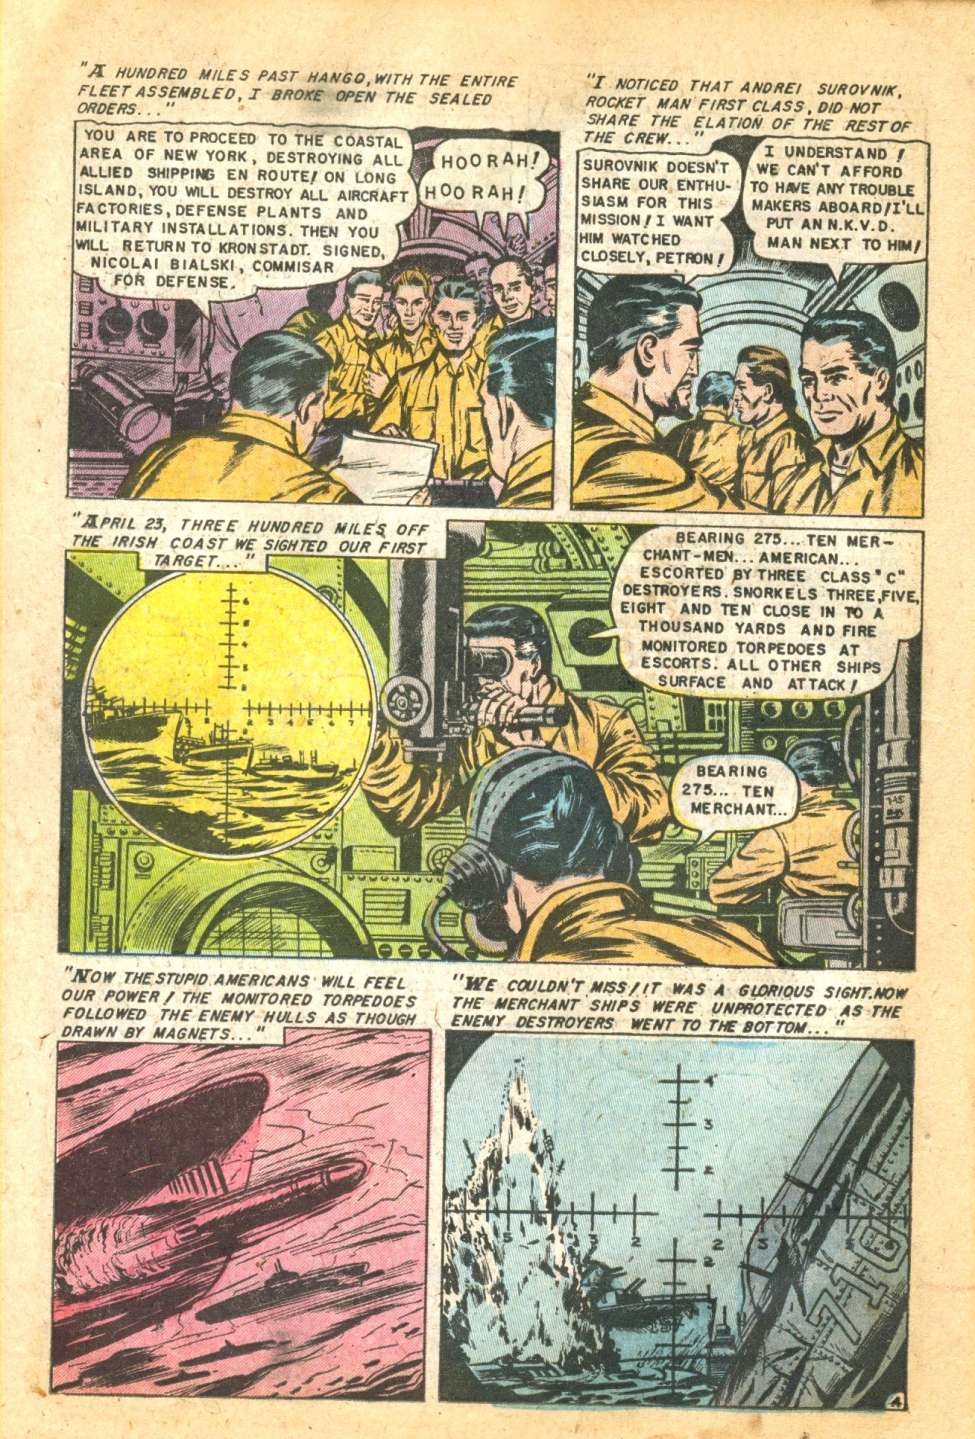 "A HUNDRED MILES PAST HANGO, WITH THE ENTIRE
FLEET ASSEMBLED, I BROKE OPEN THE SEALED
ORDERS..."
YOU ARE TO PROCEED TO THE COASTAL
AREA OF NEW YORK, DESTROYING ALL
ALLIED SHIPPING EN ROUTE! ON LONG
ISLAND, YOU WILL DESTROY ALL AIRCRAFT
FACTORIES, DEFENSE PLANTS AND
MILITARY INSTALLATIONS. THEN YOU
WILL RETURN TO KRONSTADT. SIGNED,
NICOLAI BIALSKI, COMMISAR
FOR DEFENSE.
HOORAH!
HOORAH!
"I NOTICED THAT ANDREI SUROVNIK,
ROCKET MAN FIRST CLASS, DID NOT
SHARE THE ELATION OF THE REST OF
THE CREW..."
SUROVNIK DOESN'T
SHARE OUR ENTHU-
SIASM FOR THIS
MISSION! I WANT
HIM WATCHED
CLOSELY, PETRON!
I UNDERSTAND!
WE CAN'T AFFORD
TO HAVE ANY TROUBLE
MAKERS ABOARD! I'LL
PUT AN N.K.V.D.
MAN NEXT TO HIM!
"APRIL 23, THREE HUNDRED MILES OFF
THE IRISH COAST WE SIGHTED OUR FIRST
TARGET...."
BEARING 275... TEN MER-
CHANT-MEN... AMERICAN...
ESCORTED BY THREE CLASS "C"
DESTROYERS. SNORKELS THREE, FIVE,
EIGHT AND TEN CLOSE IN TO A
THOUSAND YARDS AND FIRE
MONITORED TORPEDOES AT
ESCORTS. ALL OTHER SHIPS
SURFACE AND ATTACK!
BEARING
275... TEN
MERCHANT...
"NOW THE STUPID AMERICANS WILL FEEL
OUR POWER! THE MONITORED TORPEDOES
FOLLOWED THE ENEMY HULLS AS THOUGH
DRAWN BY MAGNETS..."
"WE COULDN'T MISS! IT WAS A GLORIOUS SIGHT. NOW
THE MERCHANT SHIPS WERE UNPROTECTED AS THE
ENEMY DESTROYERS WENT TO THE BOTTOM..."
4
3
2
5 3 2 2 3
2
710
4